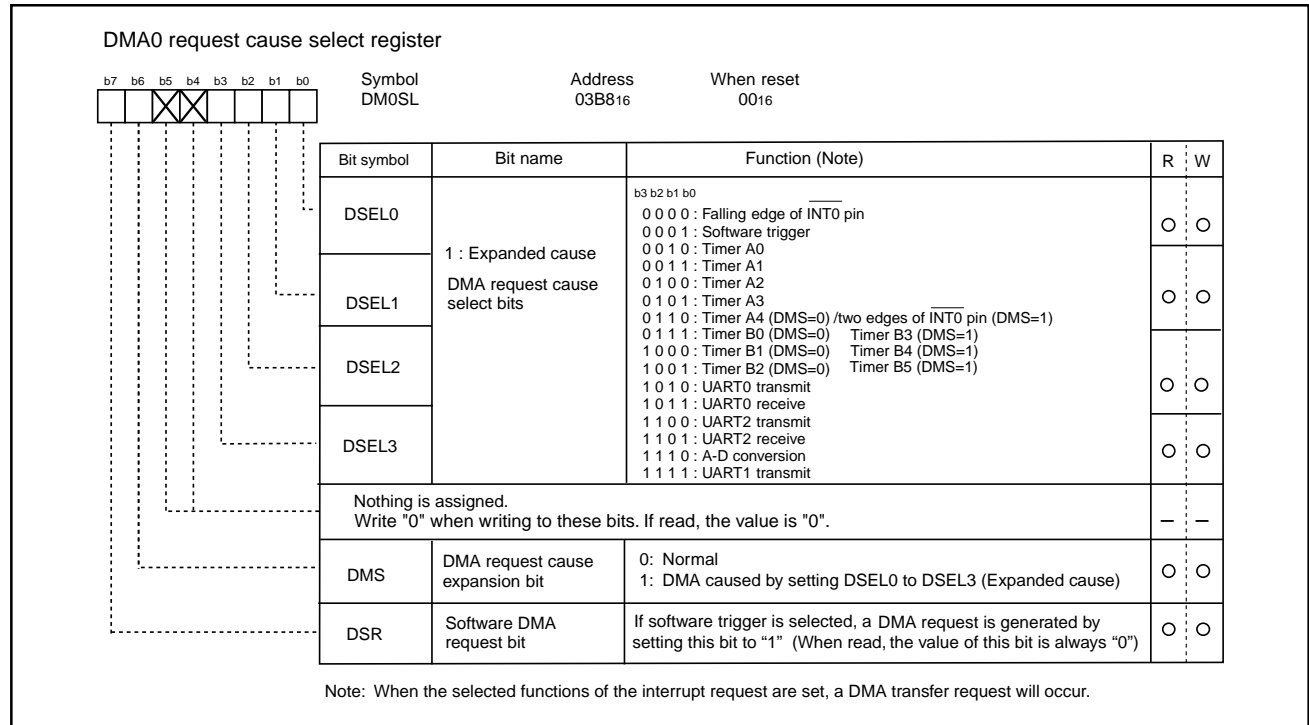 DMA0 request cause select register
b7 b6 b5 b4 b3 b2 b1 b0
Symbol Address When reset
DM0SL 03B816 0016
Bit symbol Bit name Function (Note) R W
DSEL0
DSEL1
DSEL2
DSEL3
1 : Expanded cause
DMA request cause
select bits
b3 b2 b1 b0
0 0 0 0 : Falling edge of INT0 pin
0 0 0 1 : Software trigger
0 0 1 0 : Timer A0
0 0 1 1 : Timer A1
0 1 0 0 : Timer A2
0 1 0 1 : Timer A3
0 1 1 0 : Timer A4 (DMS=0) /two edges of INT0 pin (DMS=1)
0 1 1 1 : Timer B0 (DMS=0) Timer B3 (DMS=1)
1 0 0 0 : Timer B1 (DMS=0) Timer B4 (DMS=1)
1 0 0 1 : Timer B2 (DMS=0) Timer B5 (DMS=1)
1 0 1 0 : UART0 transmit
1 0 1 1 : UART0 receive
1 1 0 0 : UART2 transmit
1 1 0 1 : UART2 receive
1 1 1 0 : A-D conversion
1 1 1 1 : UART1 transmit
Nothing is assigned.
Write "0" when writing to these bits. If read, the value is "0".
– –
DMS
DMA request cause
expansion bit
0: Normal
1: DMA caused by setting DSEL0 to DSEL3 (Expanded cause)
DSR
Software DMA
request bit
If software trigger is selected, a DMA request is generated by
setting this bit to “1” (When read, the value of this bit is always “0”)
Note: When the selected functions of the interrupt request are set, a DMA transfer request will occur.